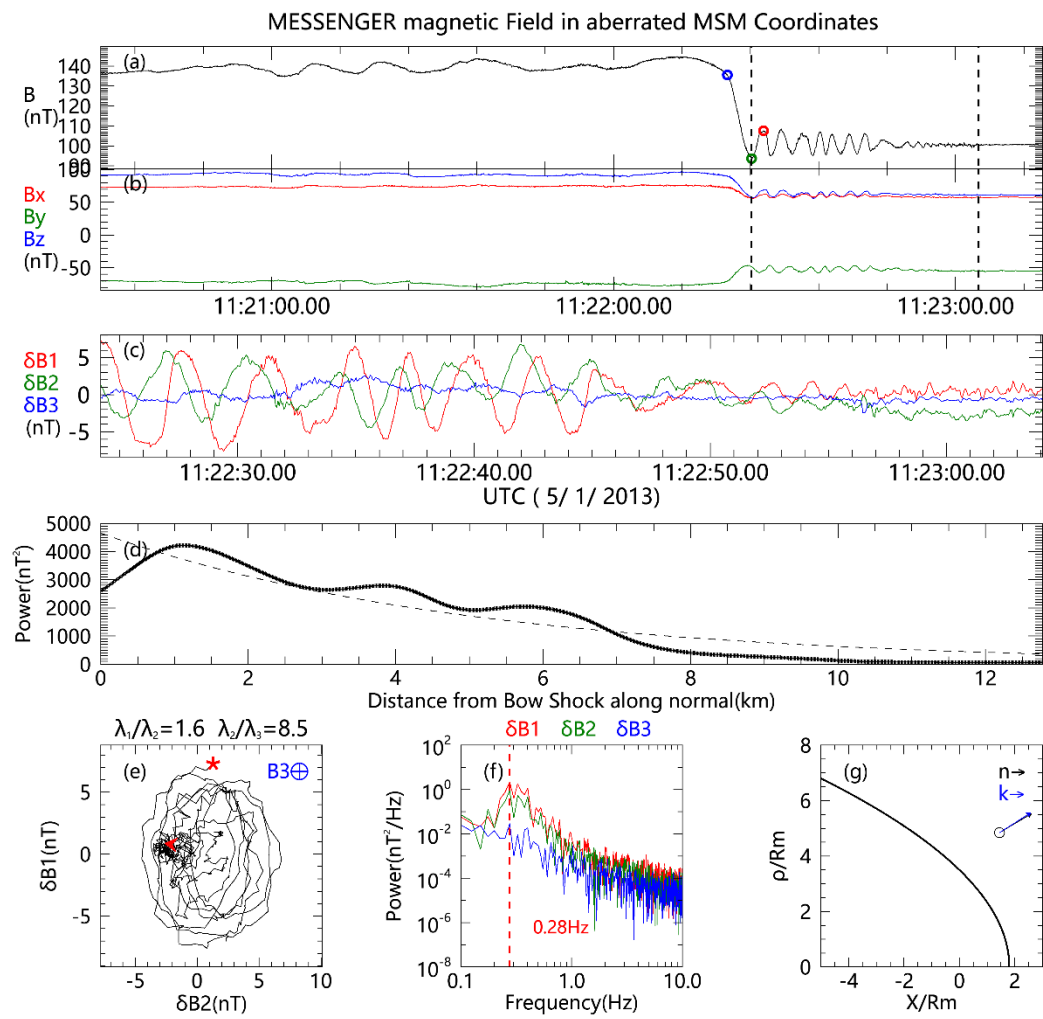 MESSENGER magnetic Field in aberrated MSM Coordinates
(a)
140
130
120
110
100
90
B
(nT)
(b)
100
50
0
-50
Bx
By
Bz
(nT)
11:21:00.00 11:22:00.00 11:23:00.00
(c)
5
0
-5
δB1
δB2
δB3
(nT)
11:22:30.00 11:22:40.00 11:22:50.00 11:23:00.00
UTC ( 5/ 1/ 2013)
(d)
5000
4000
3000
2000
1000
0
Power(nT²)
0 2 4 6 8 10 12
Distance from Bow Shock along normal(km)
λ₁/λ₂=1.6 λ₂/λ₃=8.5
(e)
B3⊕
5
0
-5
δB1(nT)
-5 0 5 10
δB2(nT)
δB1 δB2 δB3
(f)
10²
10⁰
10⁻²
10⁻⁴
10⁻⁶
10⁻⁸
Power(nT²/Hz)
0.28Hz
0.1 1.0 10.0
Frequency(Hz)
(g)
n→
k→
8
6
4
2
0
ρ/Rm
-4 -2 0 2
X/Rm